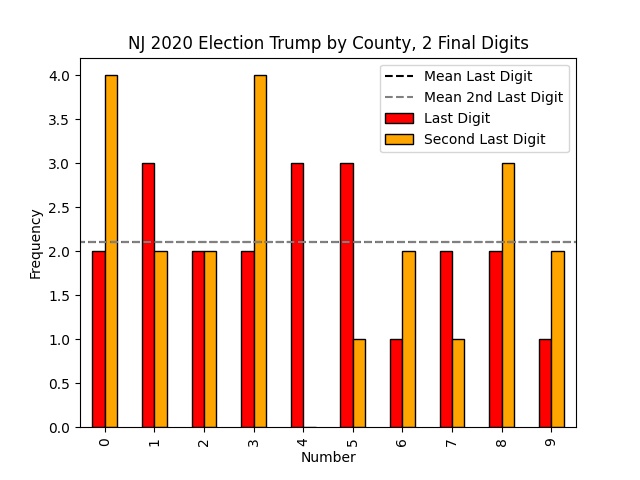 NJ 2020 Election Trump by County, 2 Final Digits
Mean Last Digit
Mean 2nd Last Digit
Last Digit
Second Last Digit
4.0
3.5
3.0
2.5
2.0
1.5
1.0
0.5
0.0
Frequency
0 1 2 3 4 5 6 7 8 9
Number